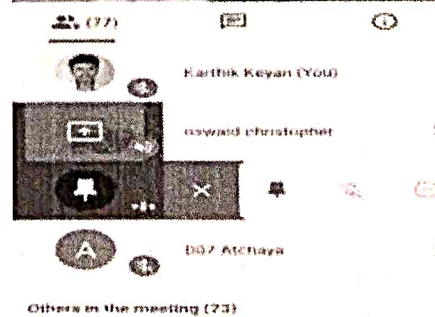 (77)
Karthik Keyan (You)
oswald christopher
A
007 Atchaya
Others in the meeting (73)